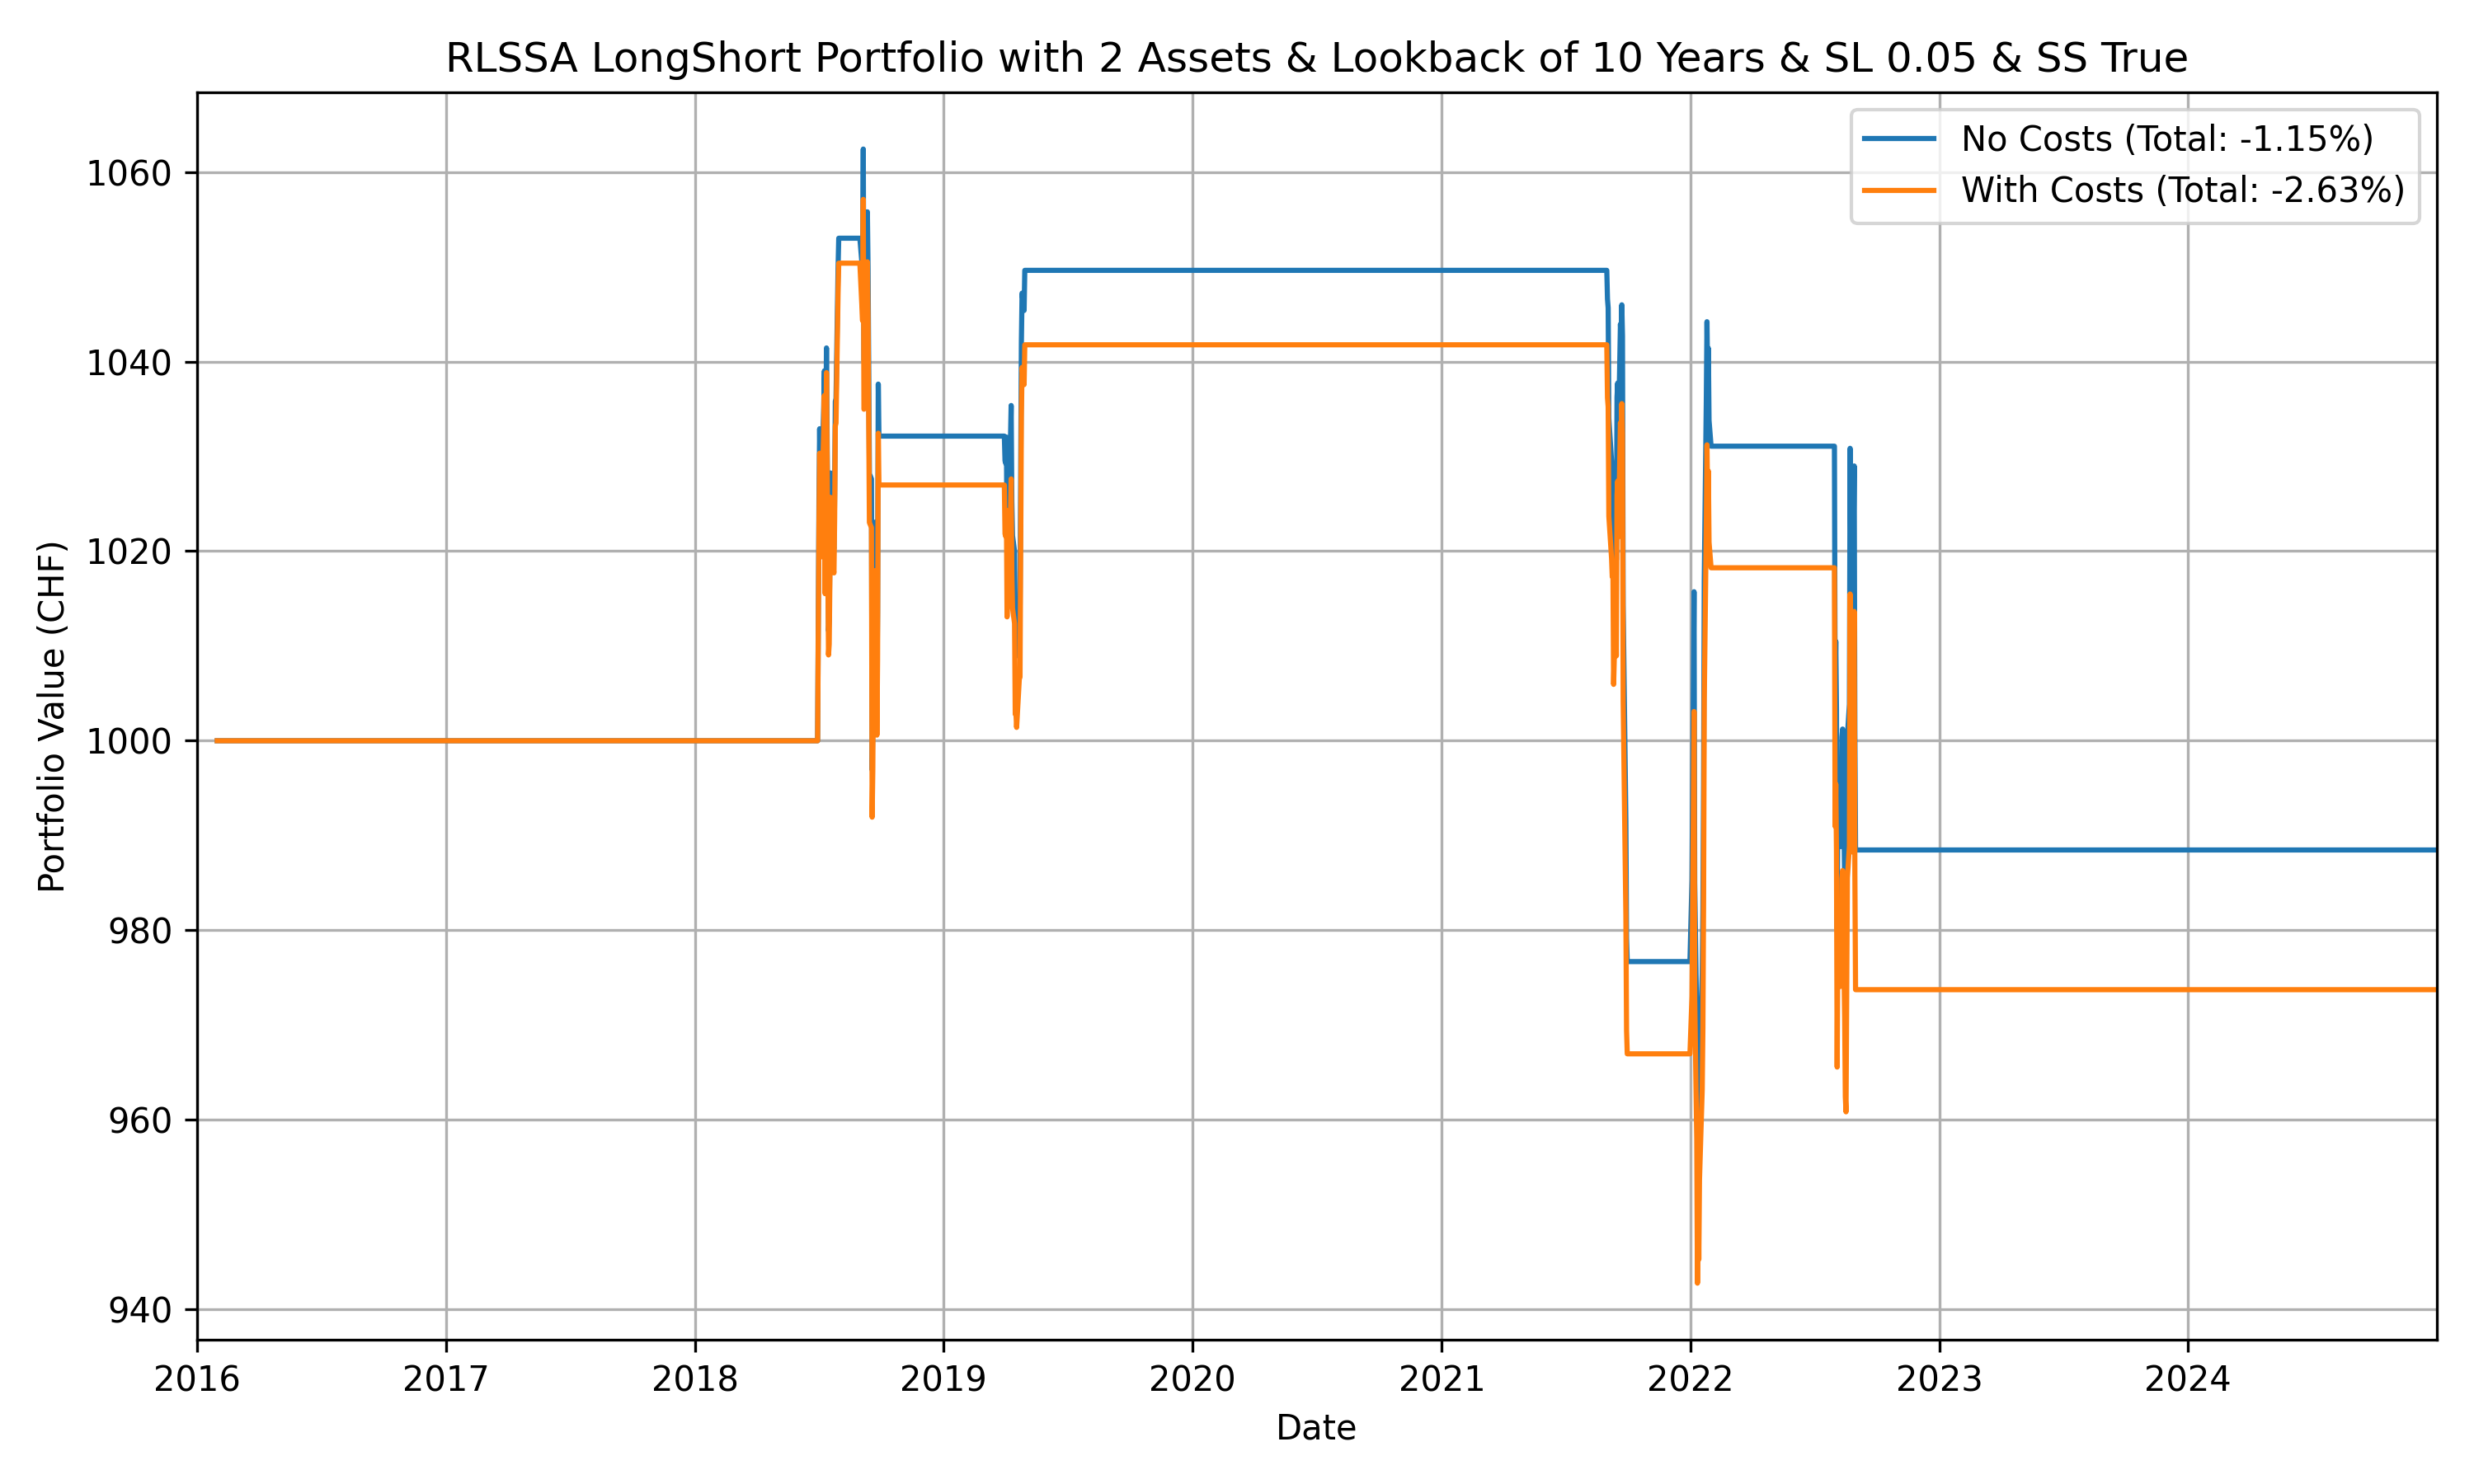 RLSSA LongShort Portfolio with 2 Assets & Lookback of 10 Years & SL 0.05 & SS True
No Costs (Total: -1.15%)
With Costs (Total: -2.63%)
Portfolio Value (CHF)
1060
1040
1020
1000
980
960
940
2016 2017 2018 2019 2020 2021 2022 2023 2024
Date